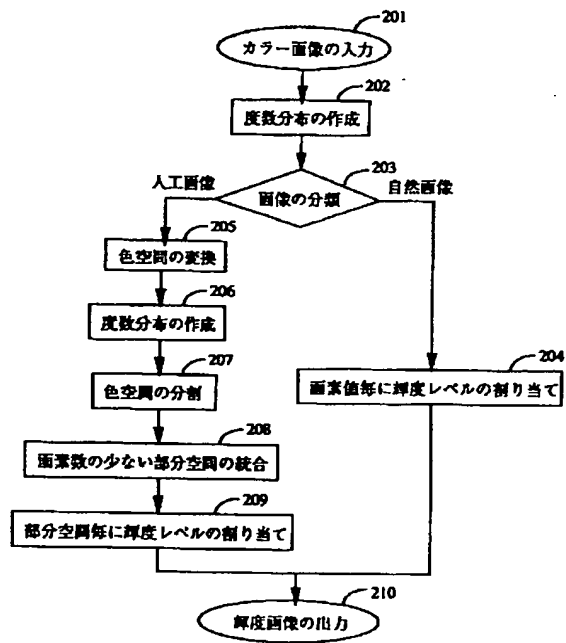 201
カラー画像の入力
202
度数分布の作成
203
人工画像
画像の分類
自然画像
205
色空間の変換
206
度数分布の作成
207
色空間の分割
204
画素値毎に輝度レベルの割り当て
208
画素数の少ない部分空間の統合
209
部分空間毎に輝度レベルの割り当て
210
輝度画像の出力